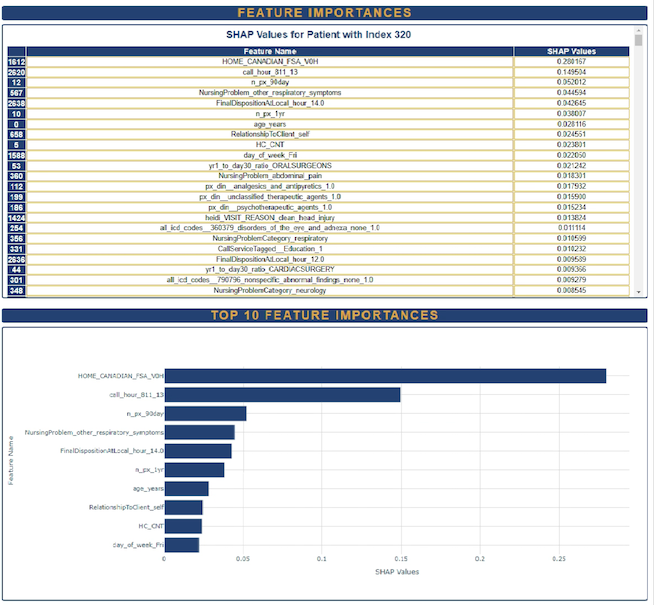 FEATURE IMPORTANCES
SHAP Values for Patient with Index 320
Feature Name SHAP Values
1612 HOME_CANADIAN_FSA_V0H 0.280157
2620 call_hour_811_13 0.149504
12 n_px_90day 0.052012
567 NursingProblem_other_respiratory_symptoms 0.044594
2638 FinalDispositionAtLocal_hour_14.0 0.042645
10 n_px_1yr 0.038007
0 age_years 0.028116
658 RelationshipToClient_self 0.024551
5 HC_CNT 0.023801
1588 day_of_week_Fri 0.022050
53 yr1_to_day30_ratio_ORALSURGEONS 0.021242
360 NursingProblem_abdominal_pain 0.018301
112 px_din__analgesics_and_antipyretics_1.0 0.017932
199 px_din__unclassified_therapeutic_agents_1.0 0.015900
186 px_din__psychotherapeutic_agents_1.0 0.015234
1424 heidi_VISIT_REASON_clean_head_injury 0.013824
254 all_icd_codes__360379_disorders_of_the_eye_and_adnexa_none_1.0 0.011114
356 NursingProblemCategory_respiratory 0.010599
331 CallServiceTagged__Education_1 0.010232
2636 FinalDispositionAtLocal_hour_12.0 0.009589
44 yr1_to_day30_ratio_CARDIACSURGERY 0.009366
301 all_icd_codes__790796_nonspecific_abnormal_findings_none_1.0 0.009279
348 NursingProblemCategory_neurology 0.008545
TOP 10 FEATURE IMPORTANCES
Feature Name
HOME_CANADIAN_FSA_V0H
call_hour_811_13
n_px_90day
NursingProblem_other_respiratory_symptoms
FinalDispositionAtLocal_hour_14.0
n_px_1yr
age_years
RelationshipToClient_self
HC_CNT
day_of_week_Fri
0 0.05 0.1 0.15 0.2 0.25
SHAP Values